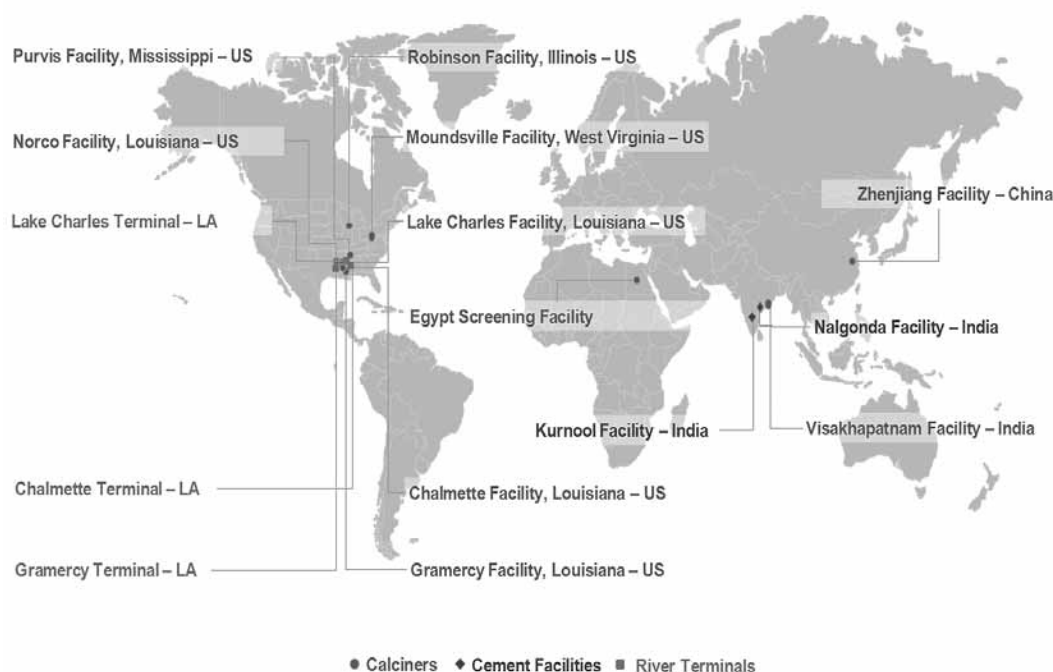 Purvis Facility, Mississippi – US
Robinson Facility, Illinois – US
Norco Facility, Louisiana – US
Moundsville Facility, West Virginia – US
Zhenjiang Facility – China
Lake Charles Terminal – LA
Lake Charles Facility, Louisiana – US
Egypt Screening Facility
Nalgonda Facility – India
Kurnool Facility – India
Visakhapatnam Facility – India
Chalmette Terminal – LA
Chalmette Facility, Louisiana – US
Gramercy Terminal – LA
Gramercy Facility, Louisiana – US
Calciners Cement Facilities River Terminals